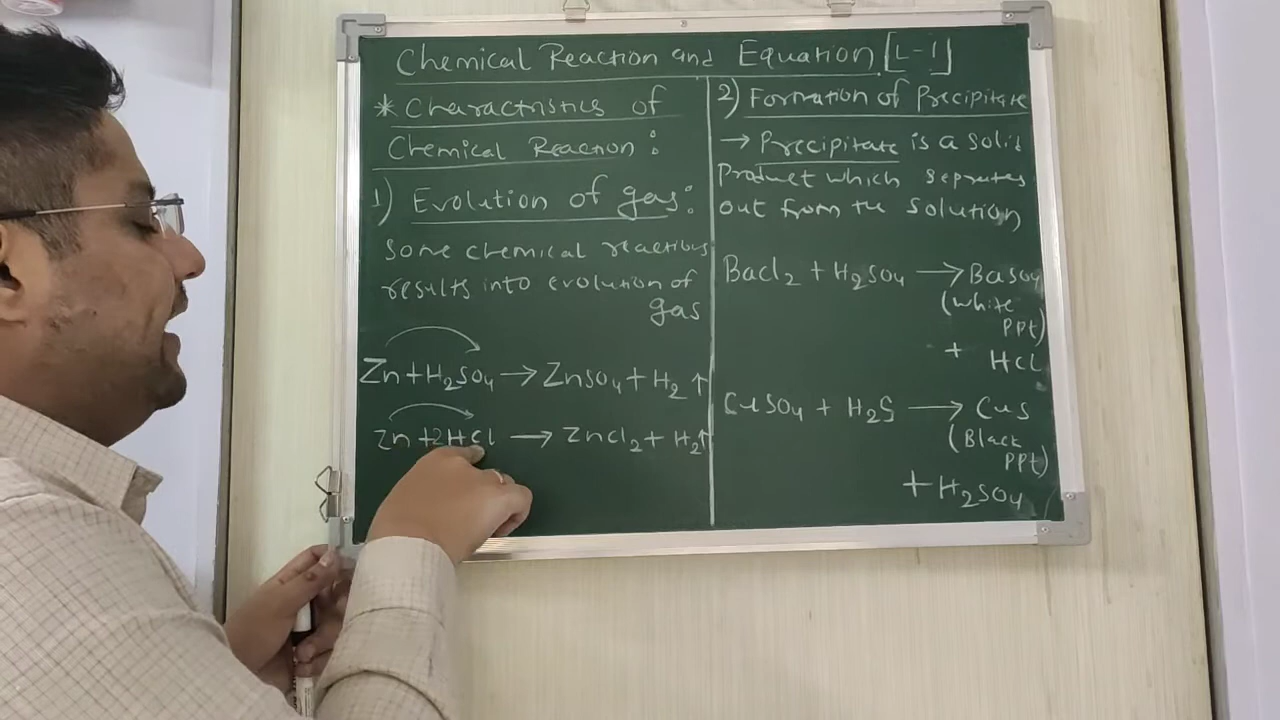 Chemical Reaction and Equation [L-1]
* Charactristics of
Chemical Reaction :
1) Evolution of gas:
Some chemical reactions
results into evolution of
gas
Zn + H₂SO₄ → ZnSO₄ + H₂ ↑
Zn + 2HCl → ZnCl₂ + H₂ ↑
2) Formation of Precipitate
→ Precipitate is a solid
Product which seprates
out from the solution
BaCl₂ + H₂SO₄ → BaSO₄
(White
PPt)
+ HCl
CuSO₄ + H₂S → CuS
(Black
PPt)
+ H₂SO₄